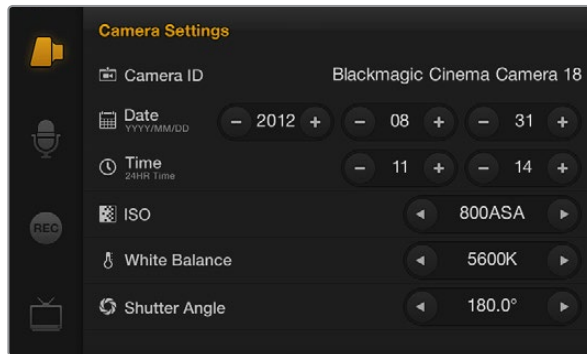 Camera Settings
Camera ID Blackmagic Cinema Camera 18
Date − 2012 + − 08 + − 31 +
YYYY/MM/DD
Time − 11 + − 14 +
24HR Time
ISO 800ASA
REC
White Balance 5600K
Shutter Angle 180.0°